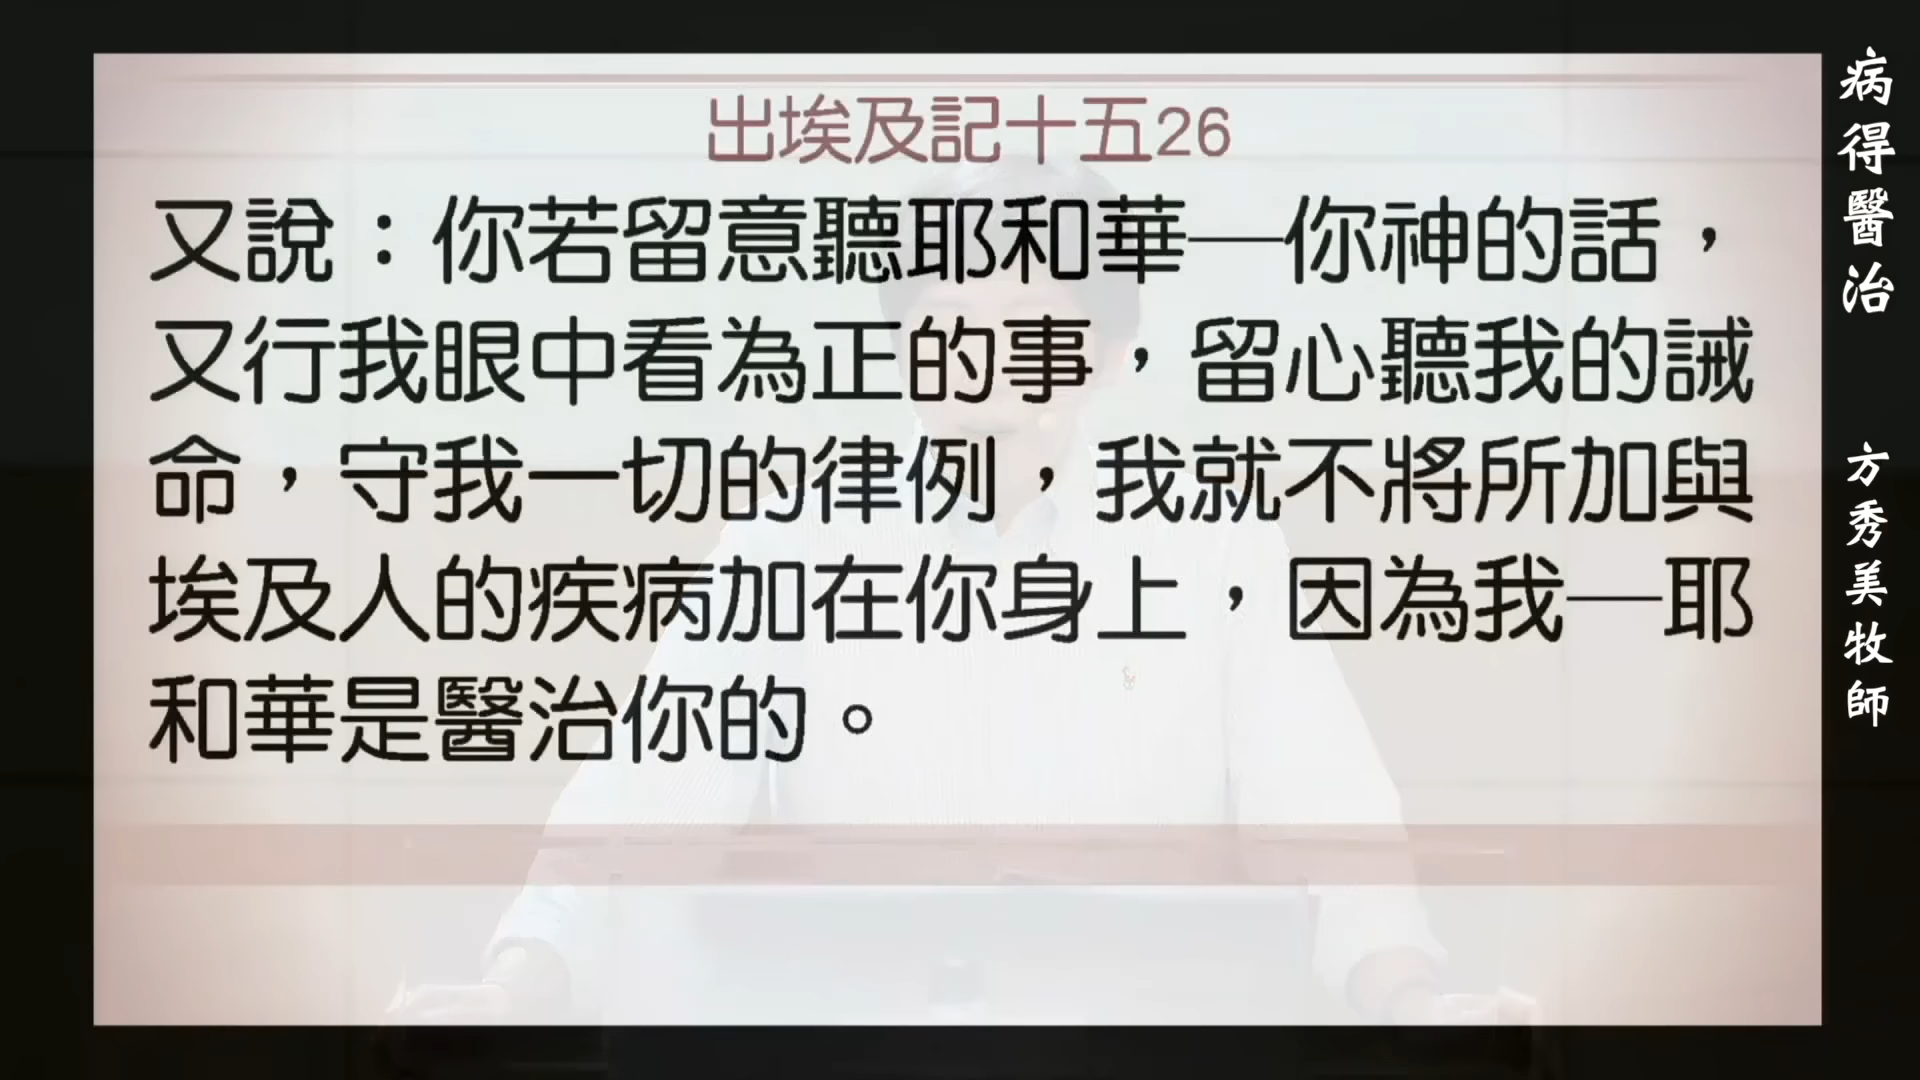 出埃及記十五26
又說：你若留意聽耶和華─你神的話，
又行我眼中看為正的事，留心聽我的誡
命，守我一切的律例，我就不將所加與
埃及人的疾病加在你身上，因為我─耶
和華是醫治你的。
病得醫治
方秀美牧師